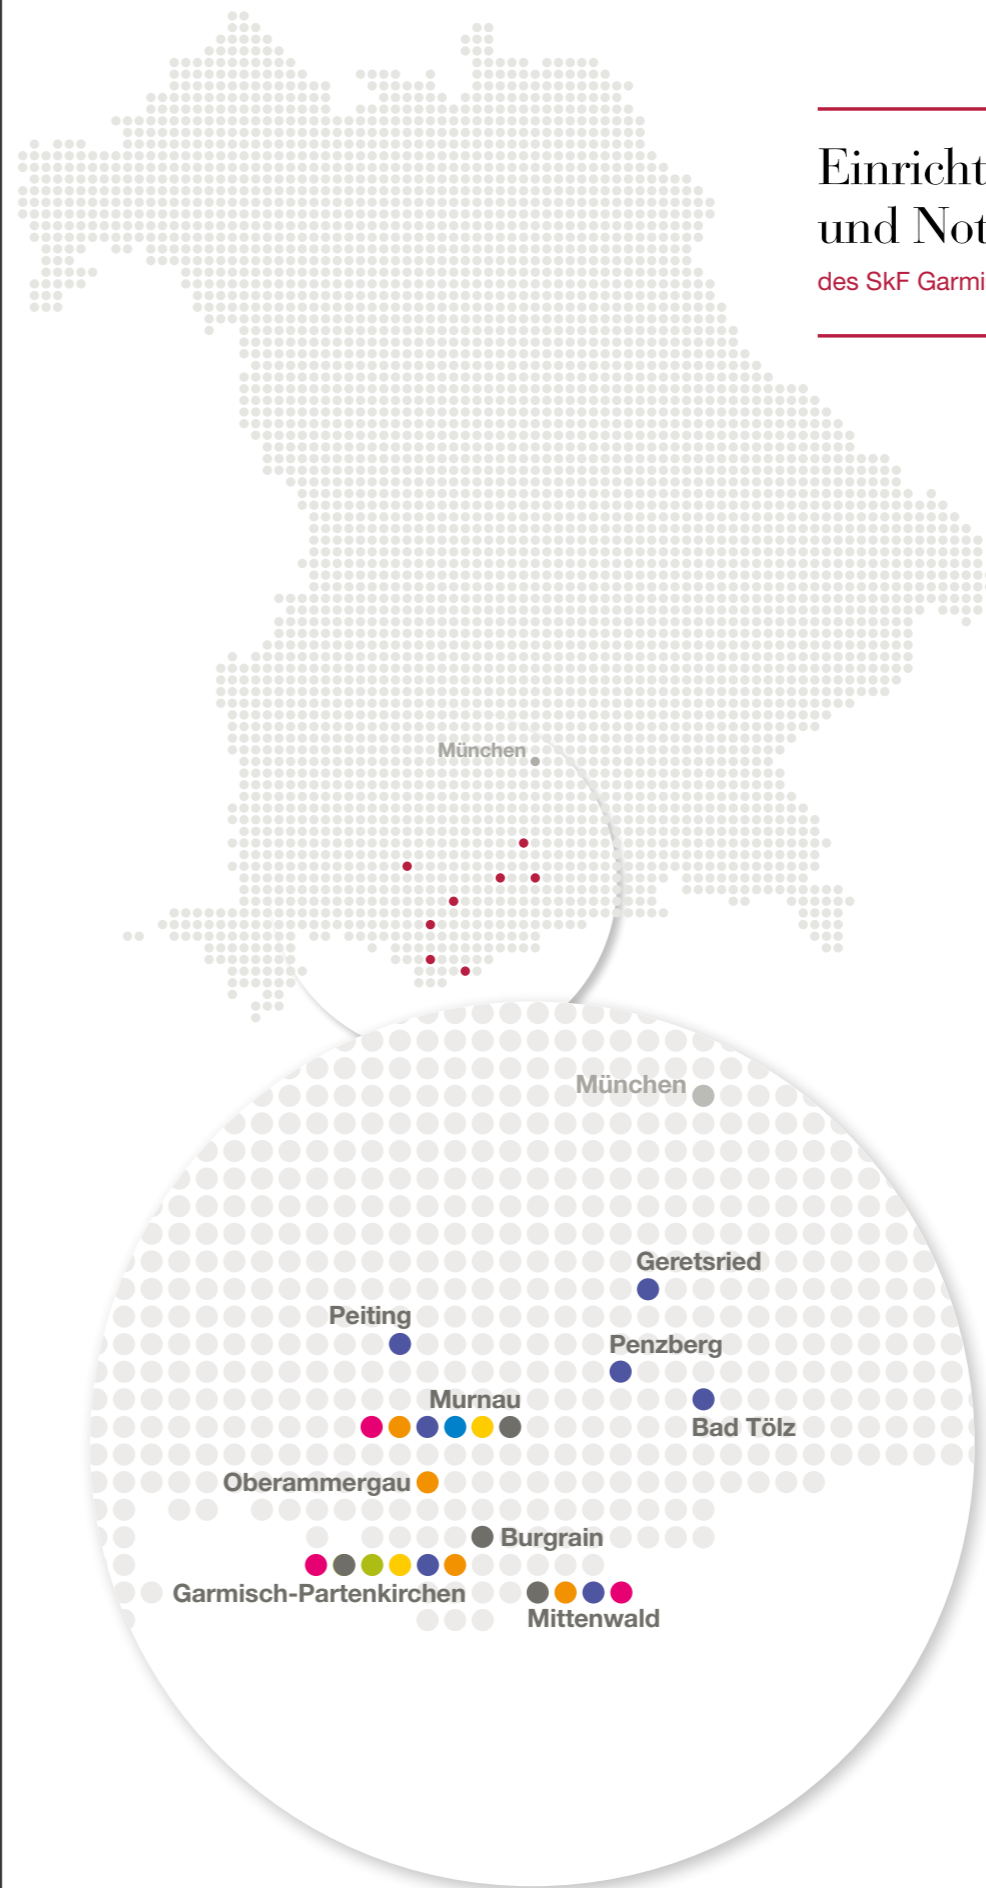 Einricht
und Not
des SkF Garmi
München
München
Geretsried
Peiting
Penzberg
Murnau
Bad Tölz
Oberammergau
Burgrain
Garmisch-Partenkirchen
Mittenwald